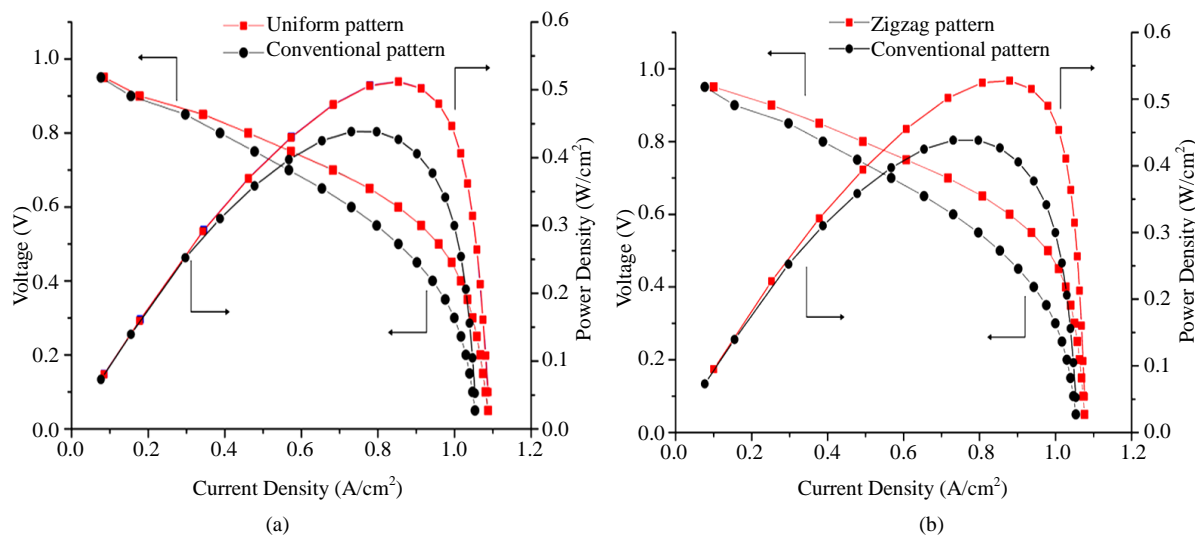 Uniform pattern
Conventional pattern
Voltage (V)
1.0
0.8
0.6
0.4
0.2
0.0
0.0 0.2 0.4 0.6 0.8 1.0 1.2
Current Density (A/cm²)
0.6
0.5
0.4
0.3
0.2
0.1
0.0
Power Density (W/cm²)
(a)
Zigzag pattern
Conventional pattern
Voltage (V)
1.0
0.8
0.6
0.4
0.2
0.0
0.0 0.2 0.4 0.6 0.8 1.0 1.2
Current Density (A/cm²)
0.6
0.5
0.4
0.3
0.2
0.1
0.0
Power Density (W/cm²)
(b)